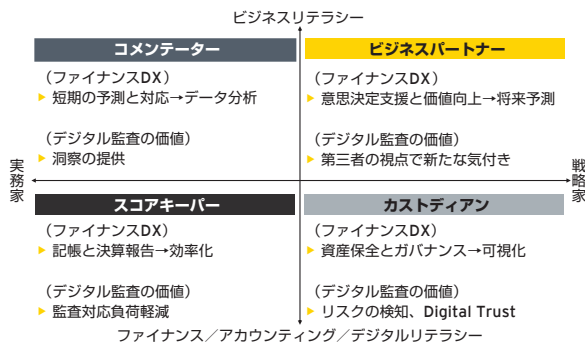 ビジネスリテラシー
コメンテーター
(ファイナンスDX)
▶ 短期の予測と対応→データ分析
(デジタル監査の価値)
▶ 洞察の提供
ビジネスパートナー
(ファイナンスDX)
▶ 意思決定支援と価値向上→将来予測
(デジタル監査の価値)
▶ 第三者の視点で新たな気付き
実務家
戦略家
スコアキーパー
(ファイナンスDX)
▶ 記帳と決算報告→効率化
(デジタル監査の価値)
▶ 監査対応負荷軽減
カストディアン
(ファイナンスDX)
▶ 資産保全とガバナンス→可視化
(デジタル監査の価値)
▶ リスクの検知、Digital Trust
ファイナンス／アカウンティング／デジタルリテラシー